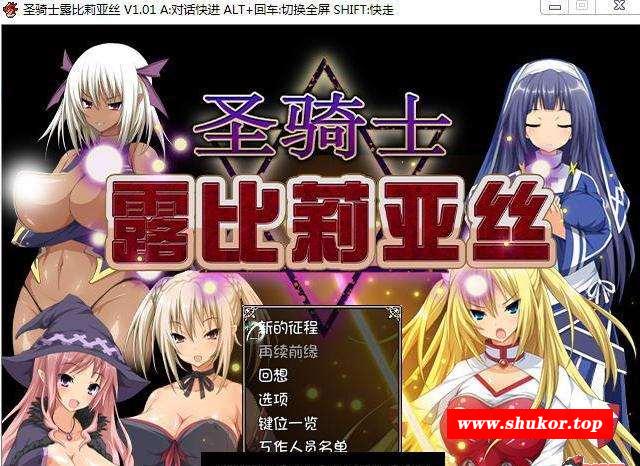 圣骑士露比莉亚丝 V1.01 A:对话快进 ALT+回车:切换全屏 SHIFT:快走
圣骑士
露比莉亚丝
新的征程
再续前缘
回想
选项
键位一览
工作人员名单
www.shukor.top